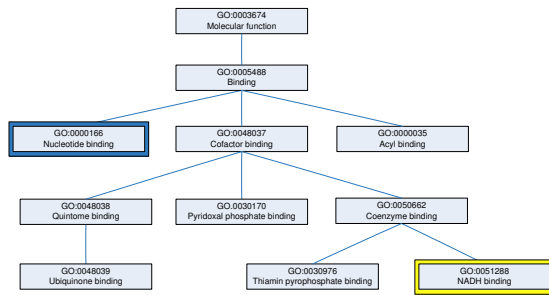 GO:0003674
Molecular function
GO:0005488
Binding
GO:0000166
Nucleotide binding
GO:0048037
Cofactor binding
GO:0000035
Acyl binding
GO:0048038
Quintome binding
GO:0030170
Pyridoxal phosphate binding
GO:0050662
Coenzyme binding
GO:0048039
Ubiquinone binding
GO:0030976
Thiamin pyrophosphate binding
GO:0051288
NADH binding